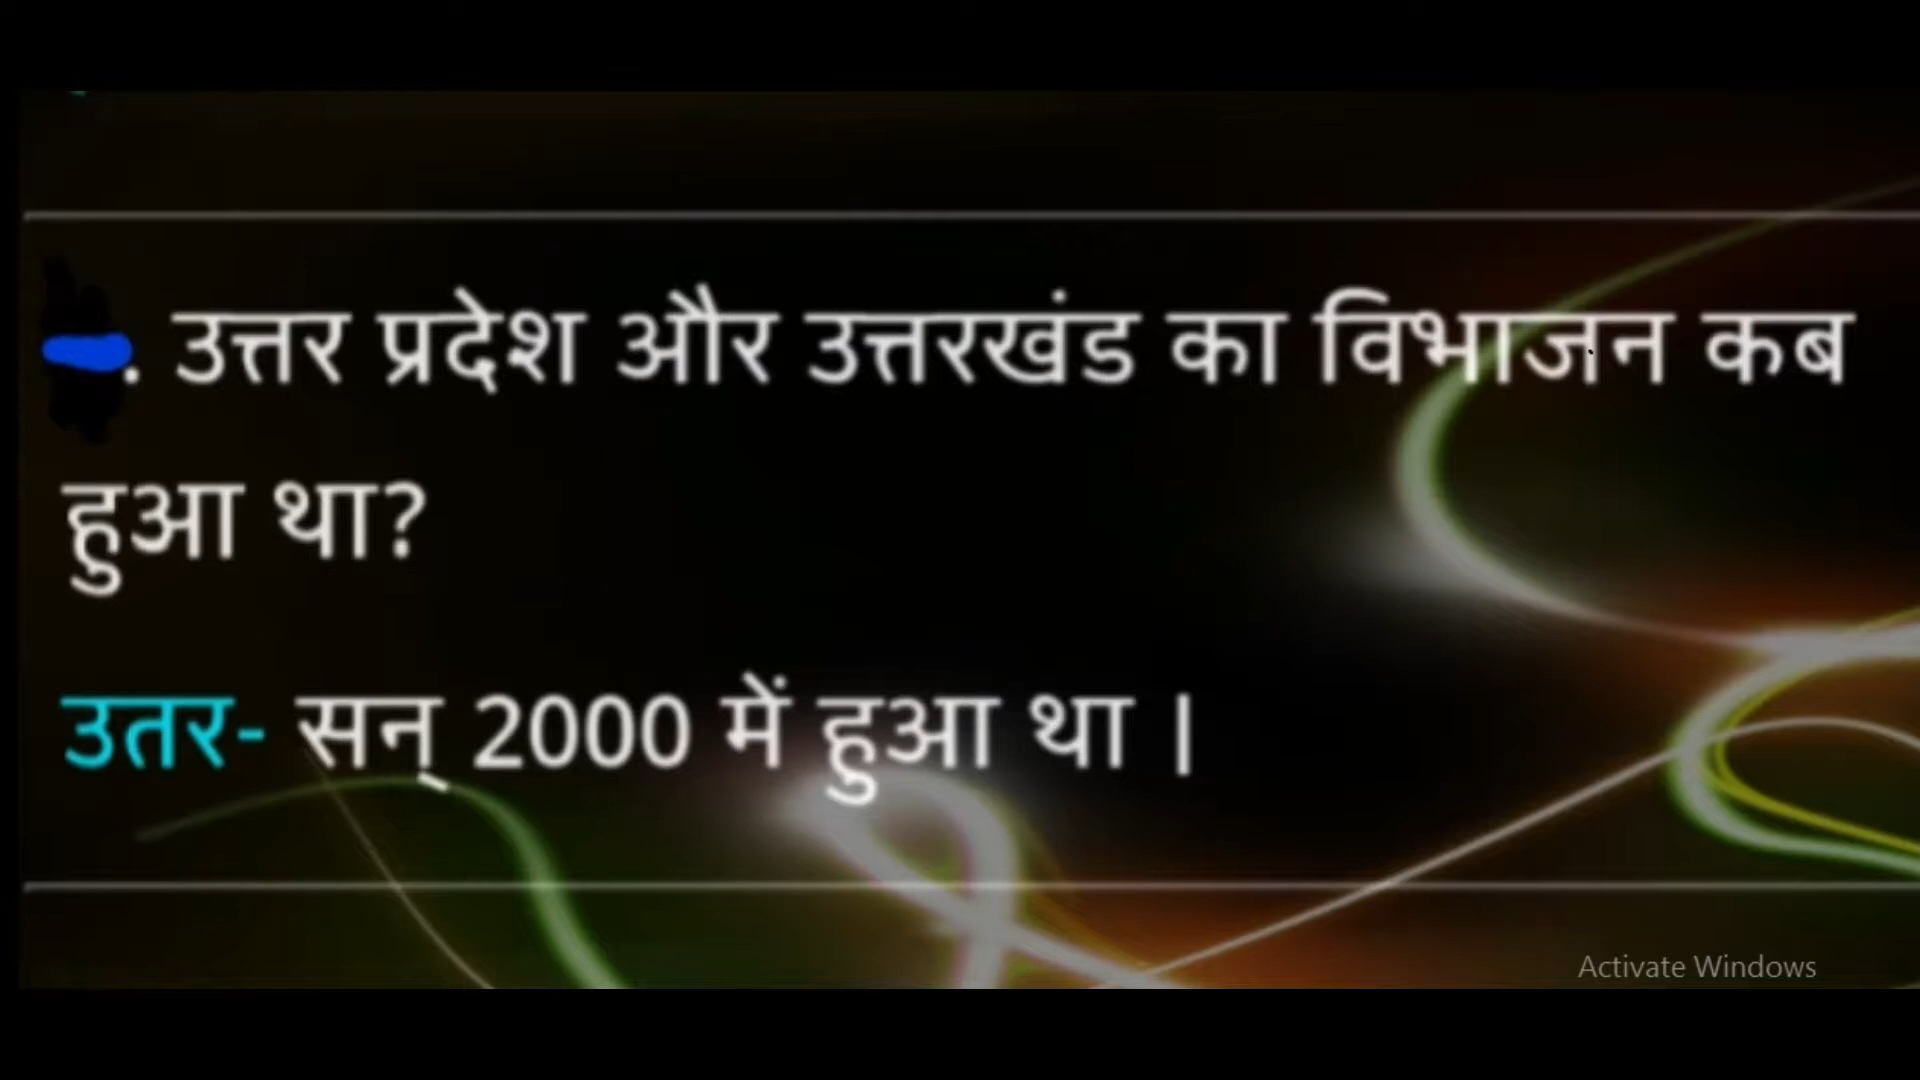 . उत्तर प्रदेश और उत्तरखंड का विभाजन कब
हुआ था?
उतर- सन् 2000 में हुआ था ।
Activate Windows